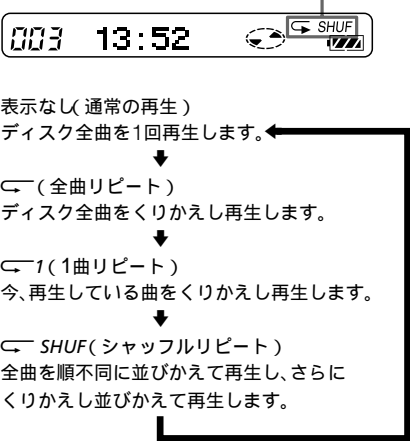 SHUF
003 13:52
表示なし(通常の再生)
ディスク全曲を1回再生します。
(全曲リピート)
ディスク全曲をくりかえし再生します。
1(1曲リピート)
今、再生している曲をくりかえし再生します。
SHUF(シャッフルリピート)
全曲を順不同に並びかえて再生し、さらに
くりかえし並びかえて再生します。